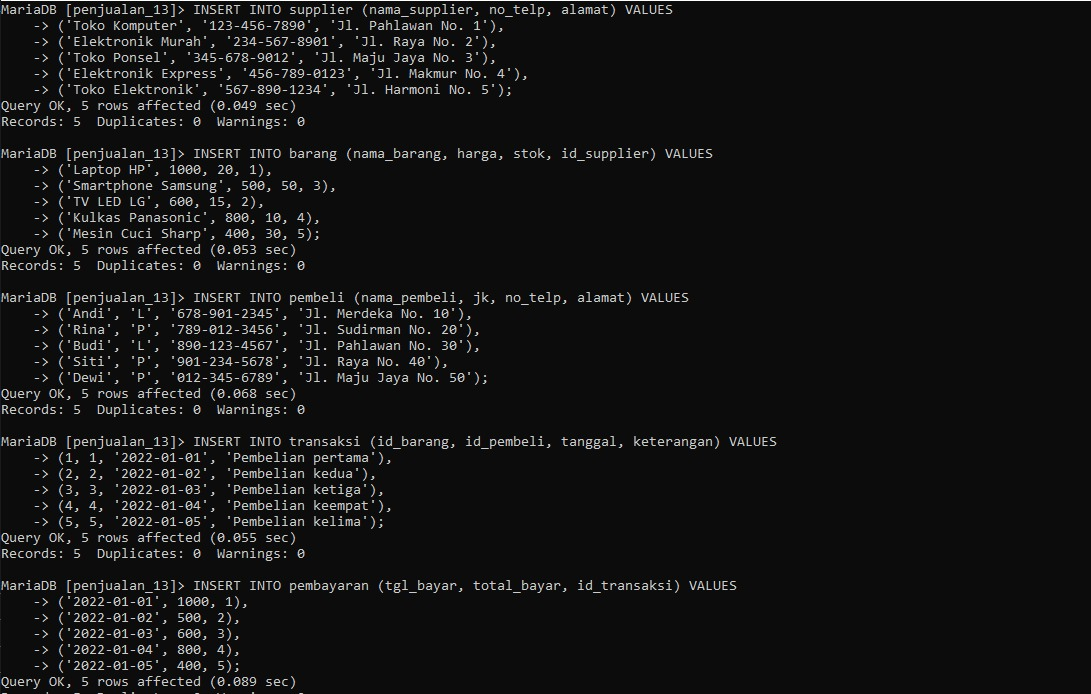 MariaDB [penjualan_13]> INSERT INTO supplier (nama_supplier, no_telp, alamat) VALUES
    -> ('Toko Komputer', '123-456-7890', 'Jl. Pahlawan No. 1'),
    -> ('Elektronik Murah', '234-567-8901', 'Jl. Raya No. 2'),
    -> ('Toko Ponsel', '345-678-9012', 'Jl. Maju Jaya No. 3'),
    -> ('Elektronik Express', '456-789-0123', 'Jl. Makmur No. 4'),
    -> ('Toko Elektronik', '567-890-1234', 'Jl. Harmoni No. 5');
Query OK, 5 rows affected (0.049 sec)
Records: 5  Duplicates: 0  Warnings: 0

MariaDB [penjualan_13]> INSERT INTO barang (nama_barang, harga, stok, id_supplier) VALUES
    -> ('Laptop HP', 1000, 20, 1),
    -> ('Smartphone Samsung', 500, 50, 3),
    -> ('TV LED LG', 600, 15, 2),
    -> ('Kulkas Panasonic', 800, 10, 4),
    -> ('Mesin Cuci Sharp', 400, 30, 5);
Query OK, 5 rows affected (0.053 sec)
Records: 5  Duplicates: 0  Warnings: 0

MariaDB [penjualan_13]> INSERT INTO pembeli (nama_pembeli, jk, no_telp, alamat) VALUES
    -> ('Andi', 'L', '678-901-2345', 'Jl. Merdeka No. 10'),
    -> ('Rina', 'P', '789-012-3456', 'Jl. Sudirman No. 20'),
    -> ('Budi', 'L', '890-123-4567', 'Jl. Pahlawan No. 30'),
    -> ('Siti', 'P', '901-234-5678', 'Jl. Raya No. 40'),
    -> ('Dewi', 'P', '012-345-6789', 'Jl. Maju Jaya No. 50');
Query OK, 5 rows affected (0.068 sec)
Records: 5  Duplicates: 0  Warnings: 0

MariaDB [penjualan_13]> INSERT INTO transaksi (id_barang, id_pembeli, tanggal, keterangan) VALUES
    -> (1, 1, '2022-01-01', 'Pembelian pertama'),
    -> (2, 2, '2022-01-02', 'Pembelian kedua'),
    -> (3, 3, '2022-01-03', 'Pembelian ketiga'),
    -> (4, 4, '2022-01-04', 'Pembelian keempat'),
    -> (5, 5, '2022-01-05', 'Pembelian kelima');
Query OK, 5 rows affected (0.055 sec)
Records: 5  Duplicates: 0  Warnings: 0

MariaDB [penjualan_13]> INSERT INTO pembayaran (tgl_bayar, total_bayar, id_transaksi) VALUES
    -> ('2022-01-01', 1000, 1),
    -> ('2022-01-02', 500, 2),
    -> ('2022-01-03', 600, 3),
    -> ('2022-01-04', 800, 4),
    -> ('2022-01-05', 400, 5);
Query OK, 5 rows affected (0.089 sec)